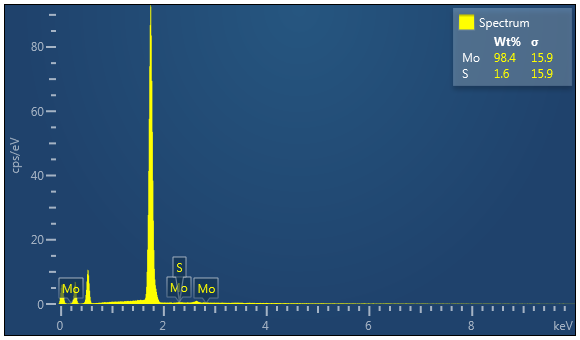 Spectrum
Wt% σ
Mo 98.4 15.9
S 1.6 15.9
80
60
cps/eV
40
20
S
Mo Mo Mo
0
0 2 4 6 8 keV